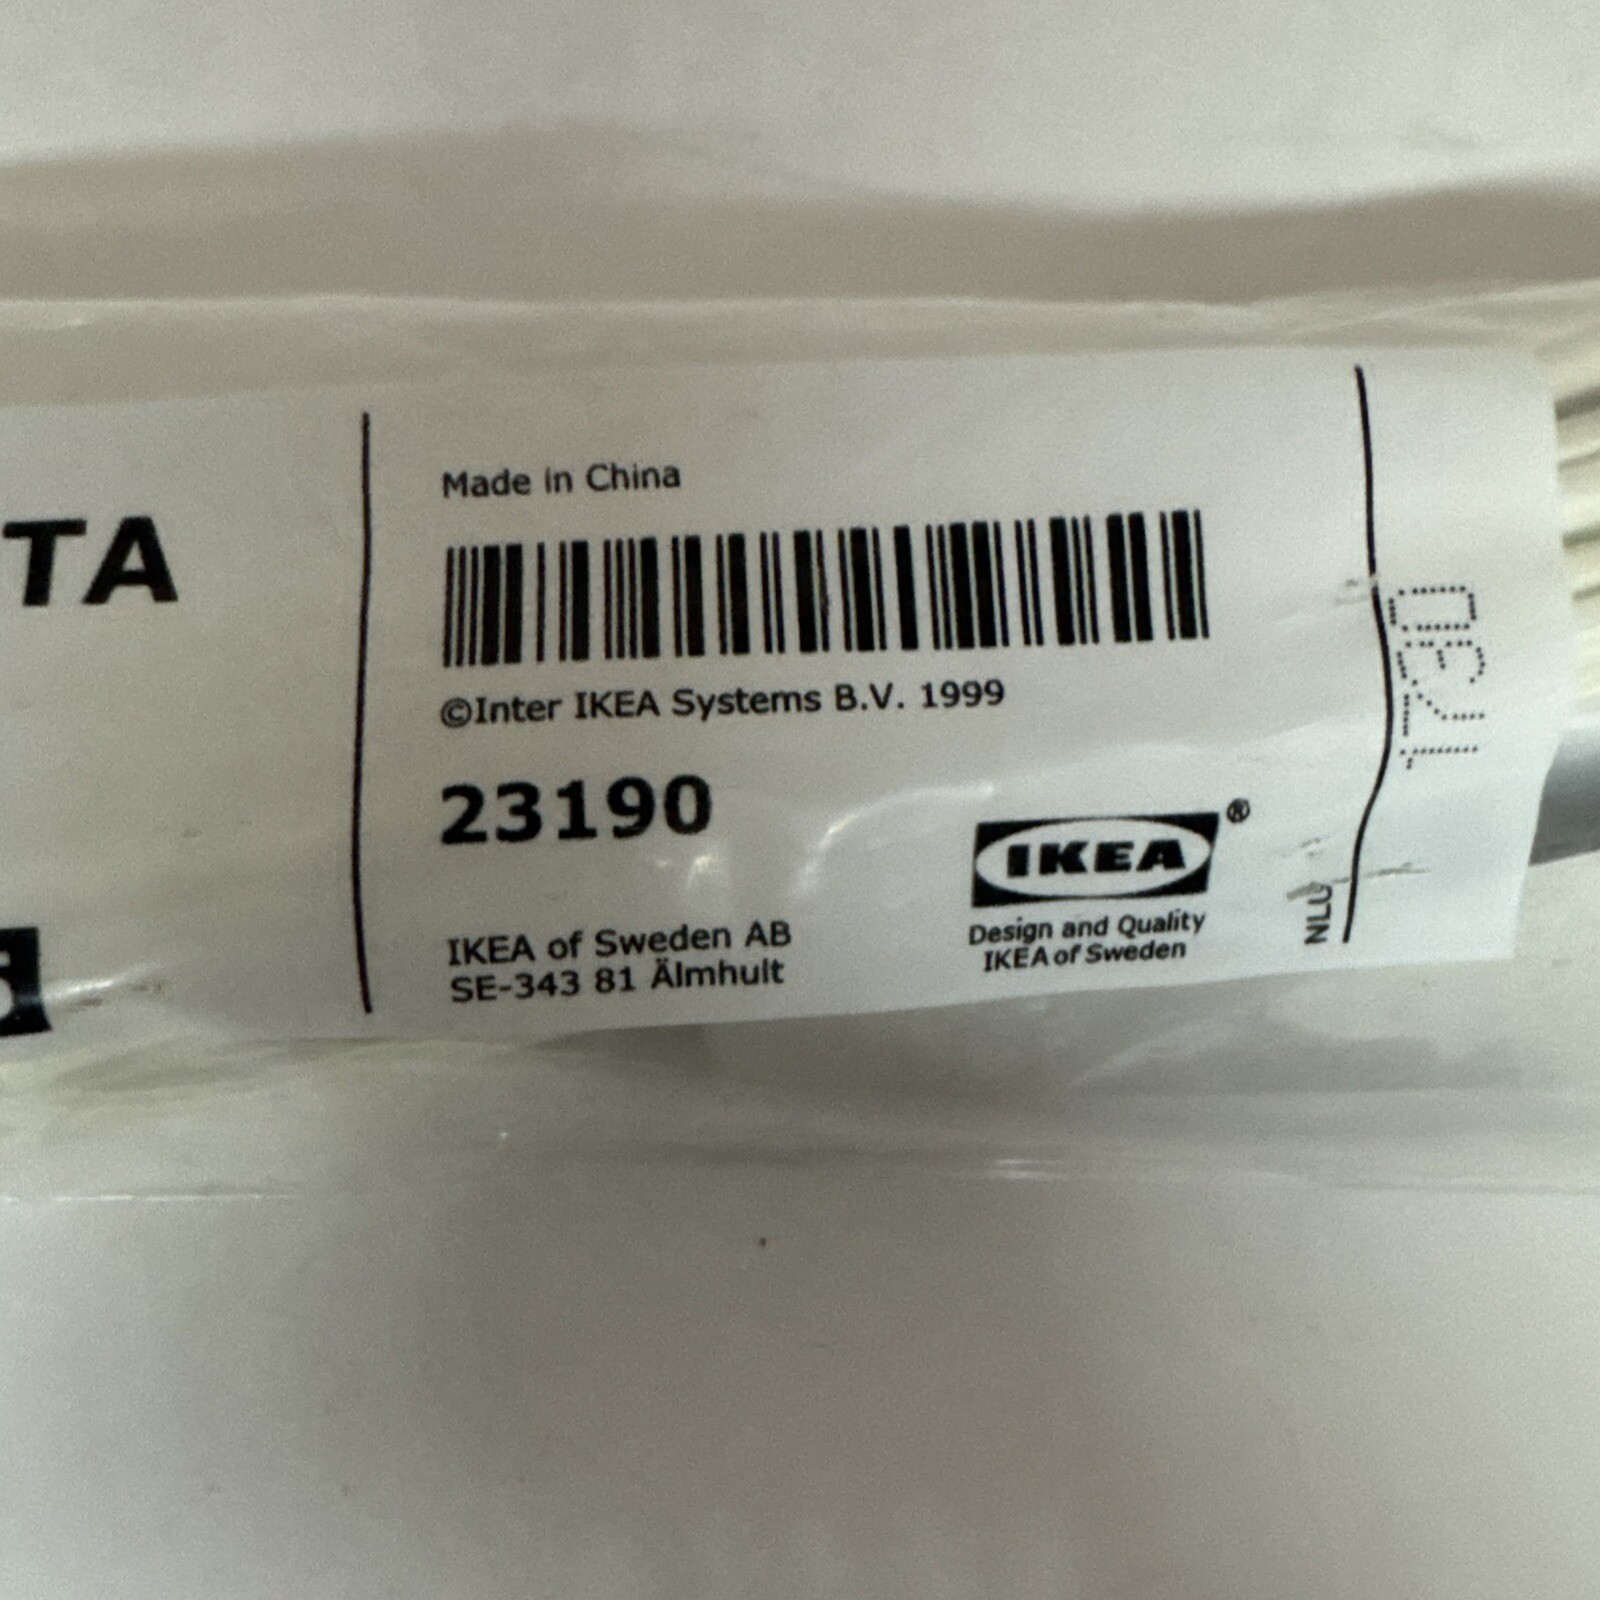 TA
Made in China
©Inter IKEA Systems B.V. 1999
23190
IKEA of Sweden AB
SE-343 81 Älmhult
IKEA®
Design and Quality
IKEA of Sweden
NLU